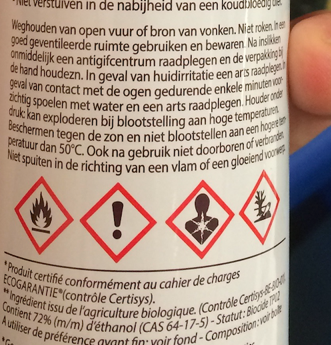 Niet verstuiven in de nabijheid van een koudbloedig dier.
Weghouden van open vuur of bron van vonken. Niet roken. In een
goed geventileerde ruimte gebruiken en bewaren. Na inslikken
onmiddelijk een antigifcentrum raadplegen en de verpakking bij
de hand houdezn. In geval van huidirritatie een arts raadplegen. In
geval van contact met de ogen gedurende enkele minuten voor-
zichtig spoelen met water en een arts raadplegen. Houder onder
druk: kan exploderen bij blootstelling aan hoge temperaturen.
Beschermen tegen de zon en niet blootstellen aan een hogere tem-
peratuur dan 50°C. Ook na gebruik niet doorboren of verbranden.
Niet spuiten in de richting van een vlam of een gloeiend voorwerp.
*Produit certifié conformément au cahier de charges
ECOGARANTIE®(contrôle Certisys).
**Ingrédient issu de l'agriculture biologique. (Contrôle Certisys-BE-BIO-01).
Contient 72% (m/m) d'éthanol (CAS 64-17-5) - Statut: Biocide TP19.
A utiliser de préférence avant fin: voir fond - Composition: voir boîte